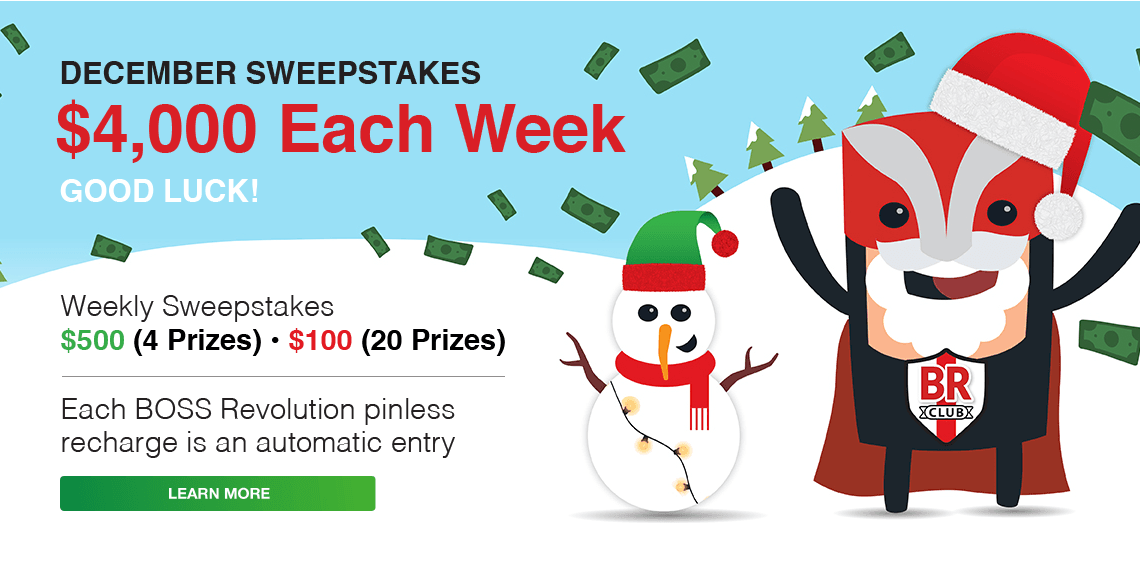 DECEMBER SWEEPSTAKES
$4,000 Each Week
GOOD LUCK!
Weekly Sweepstakes
$500 (4 Prizes) • $100 (20 Prizes)
Each BOSS Revolution pinless
recharge is an automatic entry
LEARN MORE
BR
CLUB